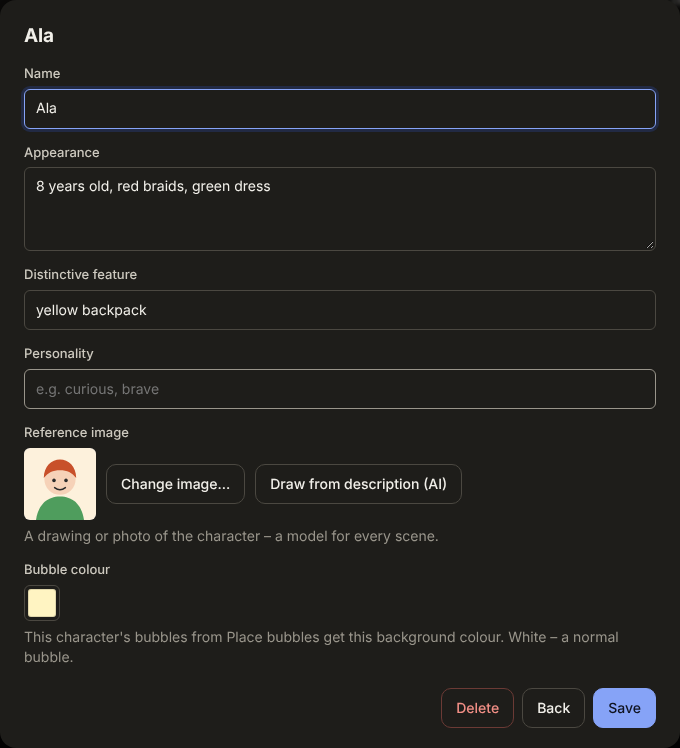 Ala
Name
Ala
Appearance
8 years old, red braids, green dress
Distinctive feature
yellow backpack
Personality
e.g. curious, brave
Reference image
Change image...
Draw from description (AI)
A drawing or photo of the character – a model for every scene.
Bubble colour
This character's bubbles from Place bubbles get this background colour. White – a normal
bubble.
Delete
Back
Save